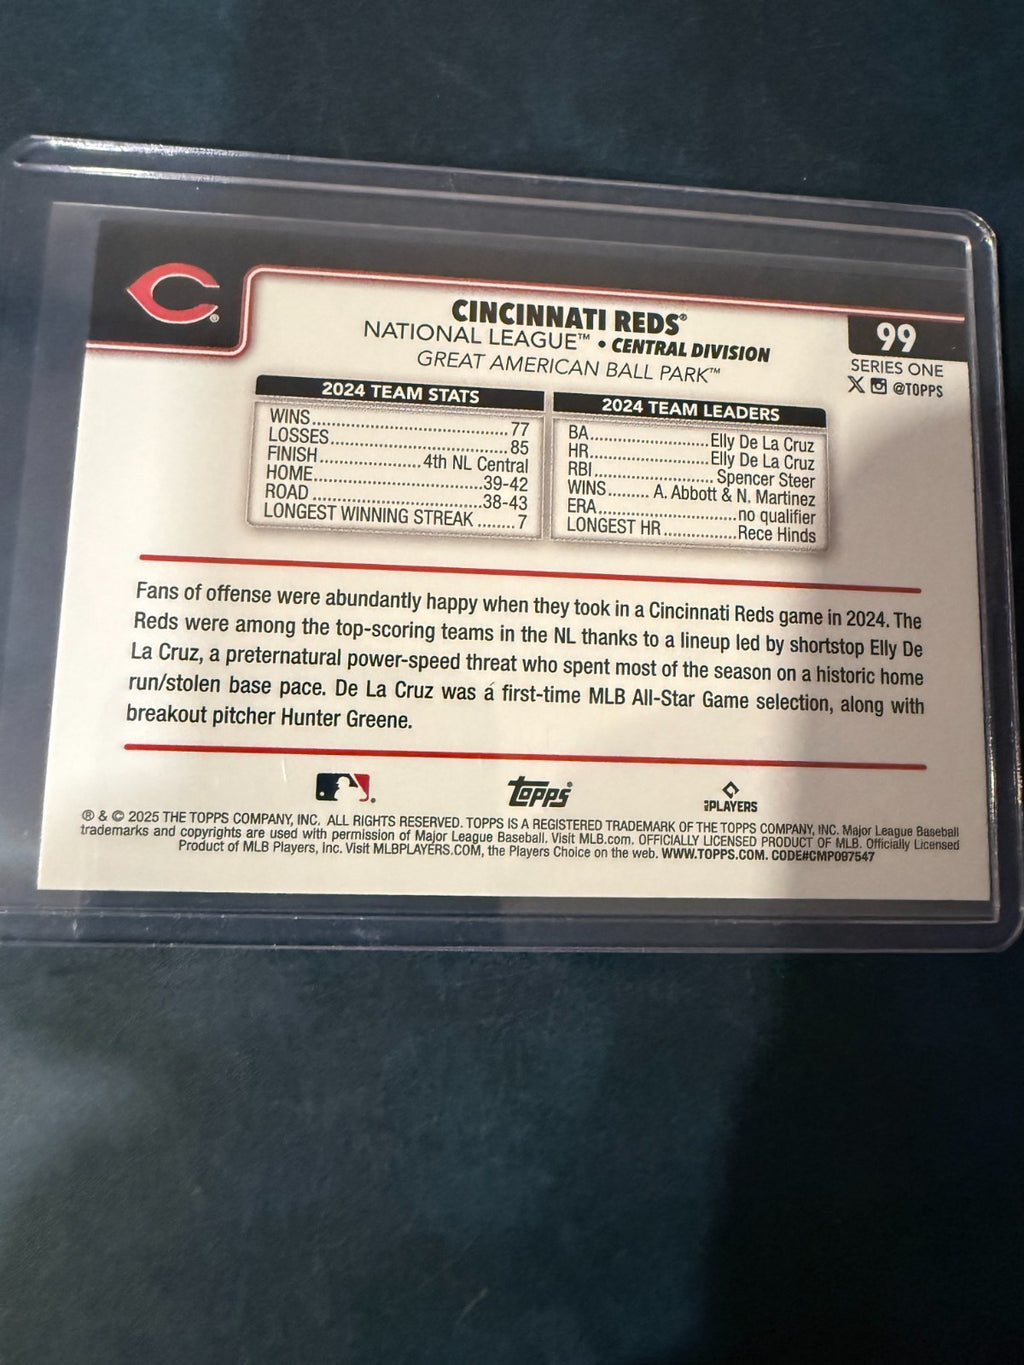 CINCINNATI REDS®
NATIONAL LEAGUE™ • CENTRAL DIVISION
GREAT AMERICAN BALL PARK™
99
SERIES ONE
X @TOPPS
2024 TEAM STATS
WINS..............................77
LOSSES...........................85
FINISH...............4th NL Central
HOME.........................39-42
ROAD.........................38-43
LONGEST WINNING STREAK.......7
2024 TEAM LEADERS
BA.......................Elly De La Cruz
HR.......................Elly De La Cruz
RBI.......................Spencer Steer
WINS........A. Abbott & N. Martinez
ERA.........................no qualifier
LONGEST HR...............Rece Hinds
Fans of offense were abundantly happy when they took in a Cincinnati Reds game in 2024. The
Reds were among the top-scoring teams in the NL thanks to a lineup led by shortstop Elly De
La Cruz, a preternatural power-speed threat who spent most of the season on a historic home
run/stolen base pace. De La Cruz was a first-time MLB All-Star Game selection, along with
breakout pitcher Hunter Greene.
topps®
PLAYERS
® & © 2025 THE TOPPS COMPANY, INC. ALL RIGHTS RESERVED. TOPPS IS A REGISTERED TRADEMARK OF THE TOPPS COMPANY, INC. Major League Baseball
trademarks and copyrights are used with permission of Major League Baseball. Visit MLB.com. OFFICIALLY LICENSED PRODUCT OF MLB. Officially Licensed
Product of MLB Players, Inc. Visit MLBPLAYERS.COM, the Players Choice on the web. WWW.TOPPS.COM. CODE#CMP097547